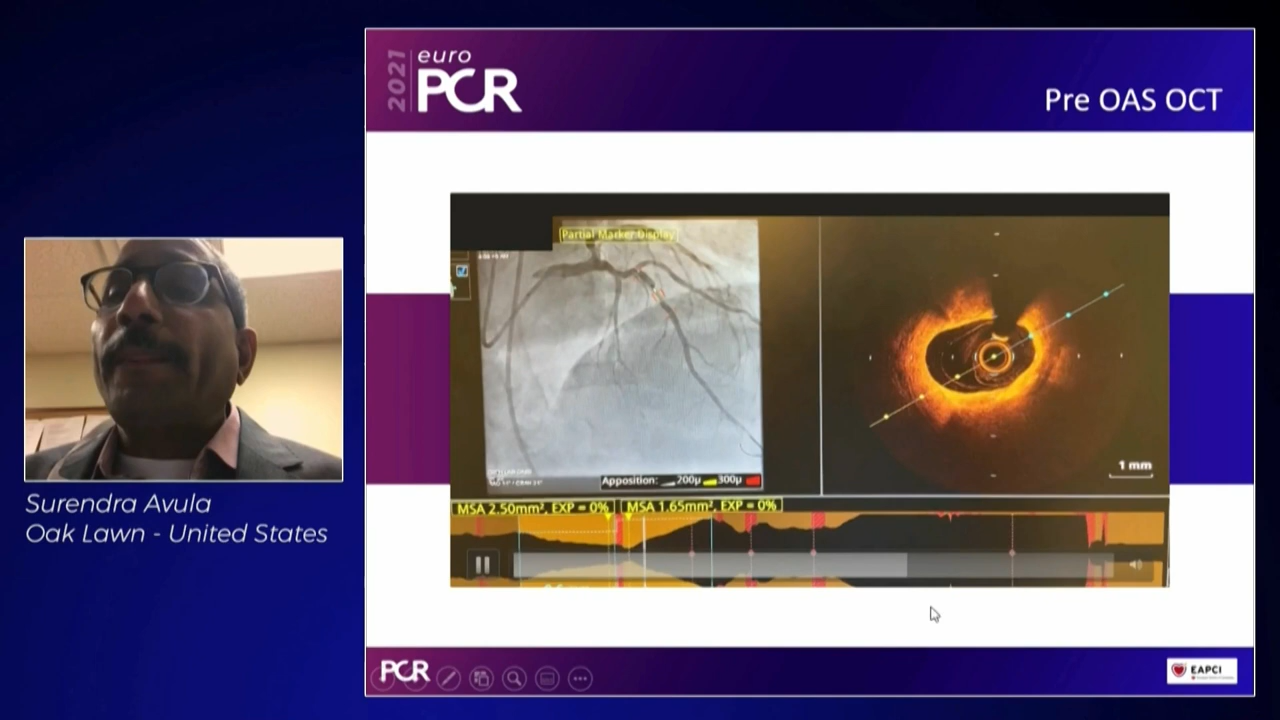 2021
euro
PCR
Pre OAS OCT
Partial Marker Display
Apposition: 200µ 300µ
1 mm
MSA 2.50mm², EXP = 0% MSA 1.65mm², EXP = 0%
Surendra Avula
Oak Lawn - United States
PCR
EAPCI